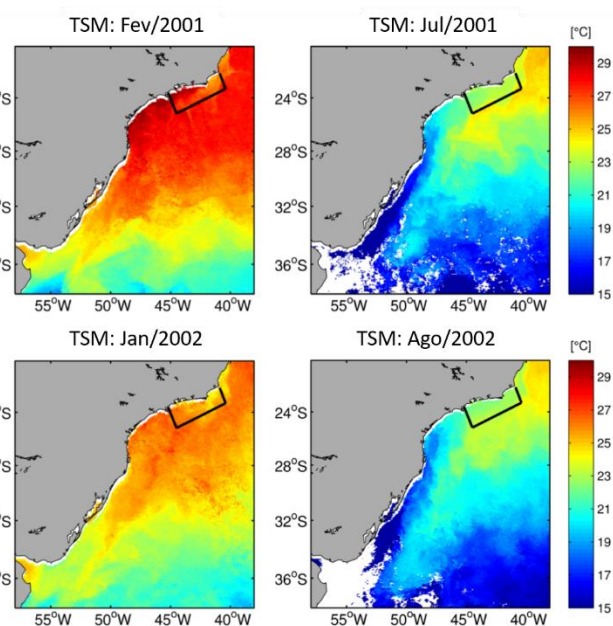 TSM: Fev/2001 TSM: Jul/2001 [°C]
29
27
25
23
21
19
17
15
°S 24°S
°S 28°S
°S 32°S
°S 36°S
55°W 50°W 45°W 40°W 55°W 50°W 45°W 40°W
TSM: Jan/2002 TSM: Ago/2002 [°C]
29
27
25
23
21
19
17
15
°S 24°S
°S 28°S
°S 32°S
°S 36°S
55°W 50°W 45°W 40°W 55°W 50°W 45°W 40°W